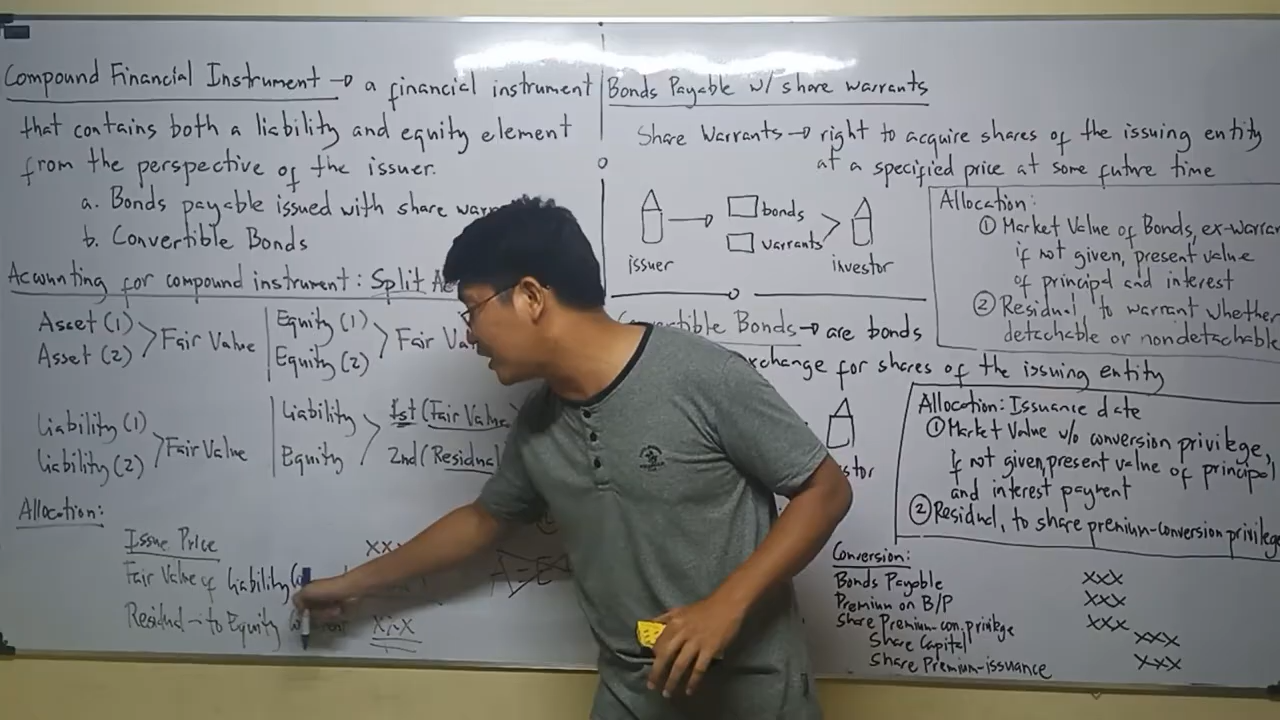 Compound Financial Instrument → a financial instrument
that contains both a liability and equity element
from the perspective of the issuer.
a. Bonds payable issued with share
b. Convertible Bonds
Accounting for compound instrument: Split
Asset (1)
Asset (2)
Fair Value
Equity (1)
Equity (2)
Fair
Liability (1)
Liability (2)
Fair Value
Liability
Equity
1st (Fair Value
2nd (Residual
Allocation:
Issue Price
Fair Value of Liability
Residual → to Equity
XXX
Bonds Payable w/ share warrants
Share Warrants → right to acquire shares of the issuing entity
at a specified price at some future time
issuer
bonds
warrants
investor
Allocation:
① Market Value of Bonds, ex-warran
if not given, present value
of principal and interest
② Residual to warrant whether
detachable or nondetachable
Convertible Bonds → are bonds
xchange for shares of the issuing entity
stor
Allocation: Issuance date
① Market Value w/o conversion privilege,
If not given, present value of principal
and interest payment
② Residual, to share premium-conversion privilege
Conversion:
Bonds Payable XXX
Premium on B/P XXX
Share Premium-con. privilege XXX
Share Capital XXX
Share Premium-issuance XXX